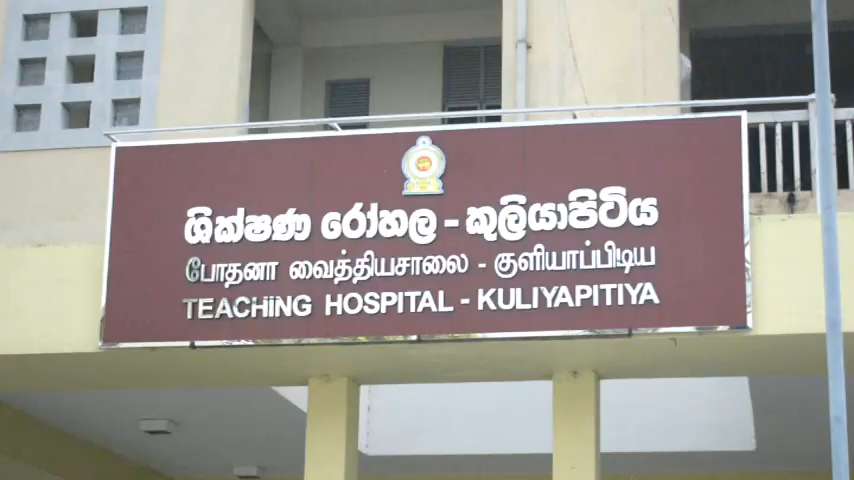 ශික්ෂණ රෝහල - කුලියාපිටිය
போதனா வைத்தியசாலை - குளியாப்பிடிய
TEACHING HOSPITAL - KULIYAPITIYA